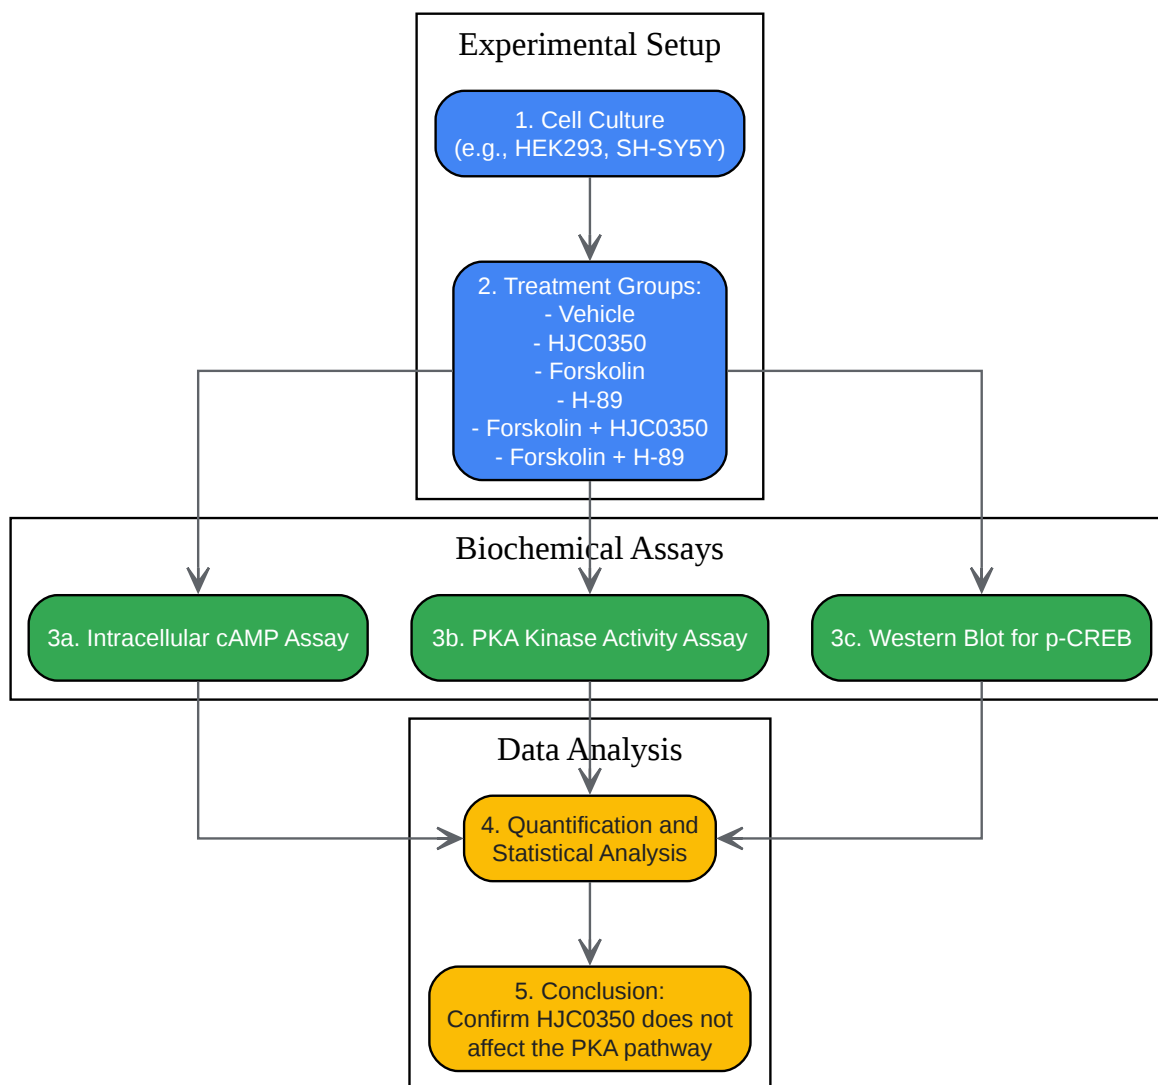 Experimental Setup
1. Cell Culture
(e.g., HEK293, SH-SY5Y)
2. Treatment Groups:
- Vehicle
- HJC0350
- Forskolin
- H-89
- Forskolin + HJC0350
- Forskolin + H-89
Biochemical Assays
3a. Intracellular cAMP Assay
3b. PKA Kinase Activity Assay
3c. Western Blot for p-CREB
Data Analysis
4. Quantification and
Statistical Analysis
5. Conclusion:
Confirm HJC0350 does not
affect the PKA pathway